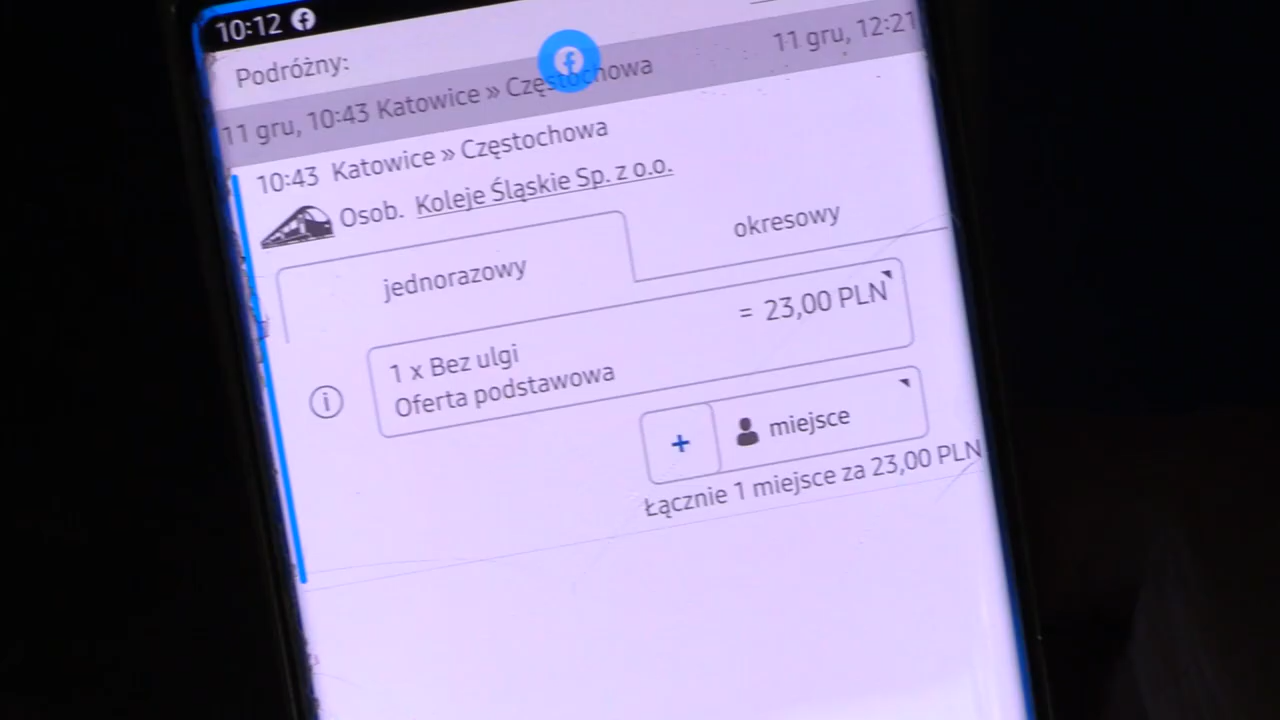 10:12
Podróżny:
11 gru, 10:43 Katowice » Częstochowa 11 gru, 12:21
10:43 Katowice » Częstochowa
Osob. Koleje Śląskie Sp. z o.o.
jednorazowy
okresowy
1 x Bez ulgi = 23,00 PLN
Oferta podstawowa
+ miejsce
Łącznie 1 miejsce za 23,00 PLN